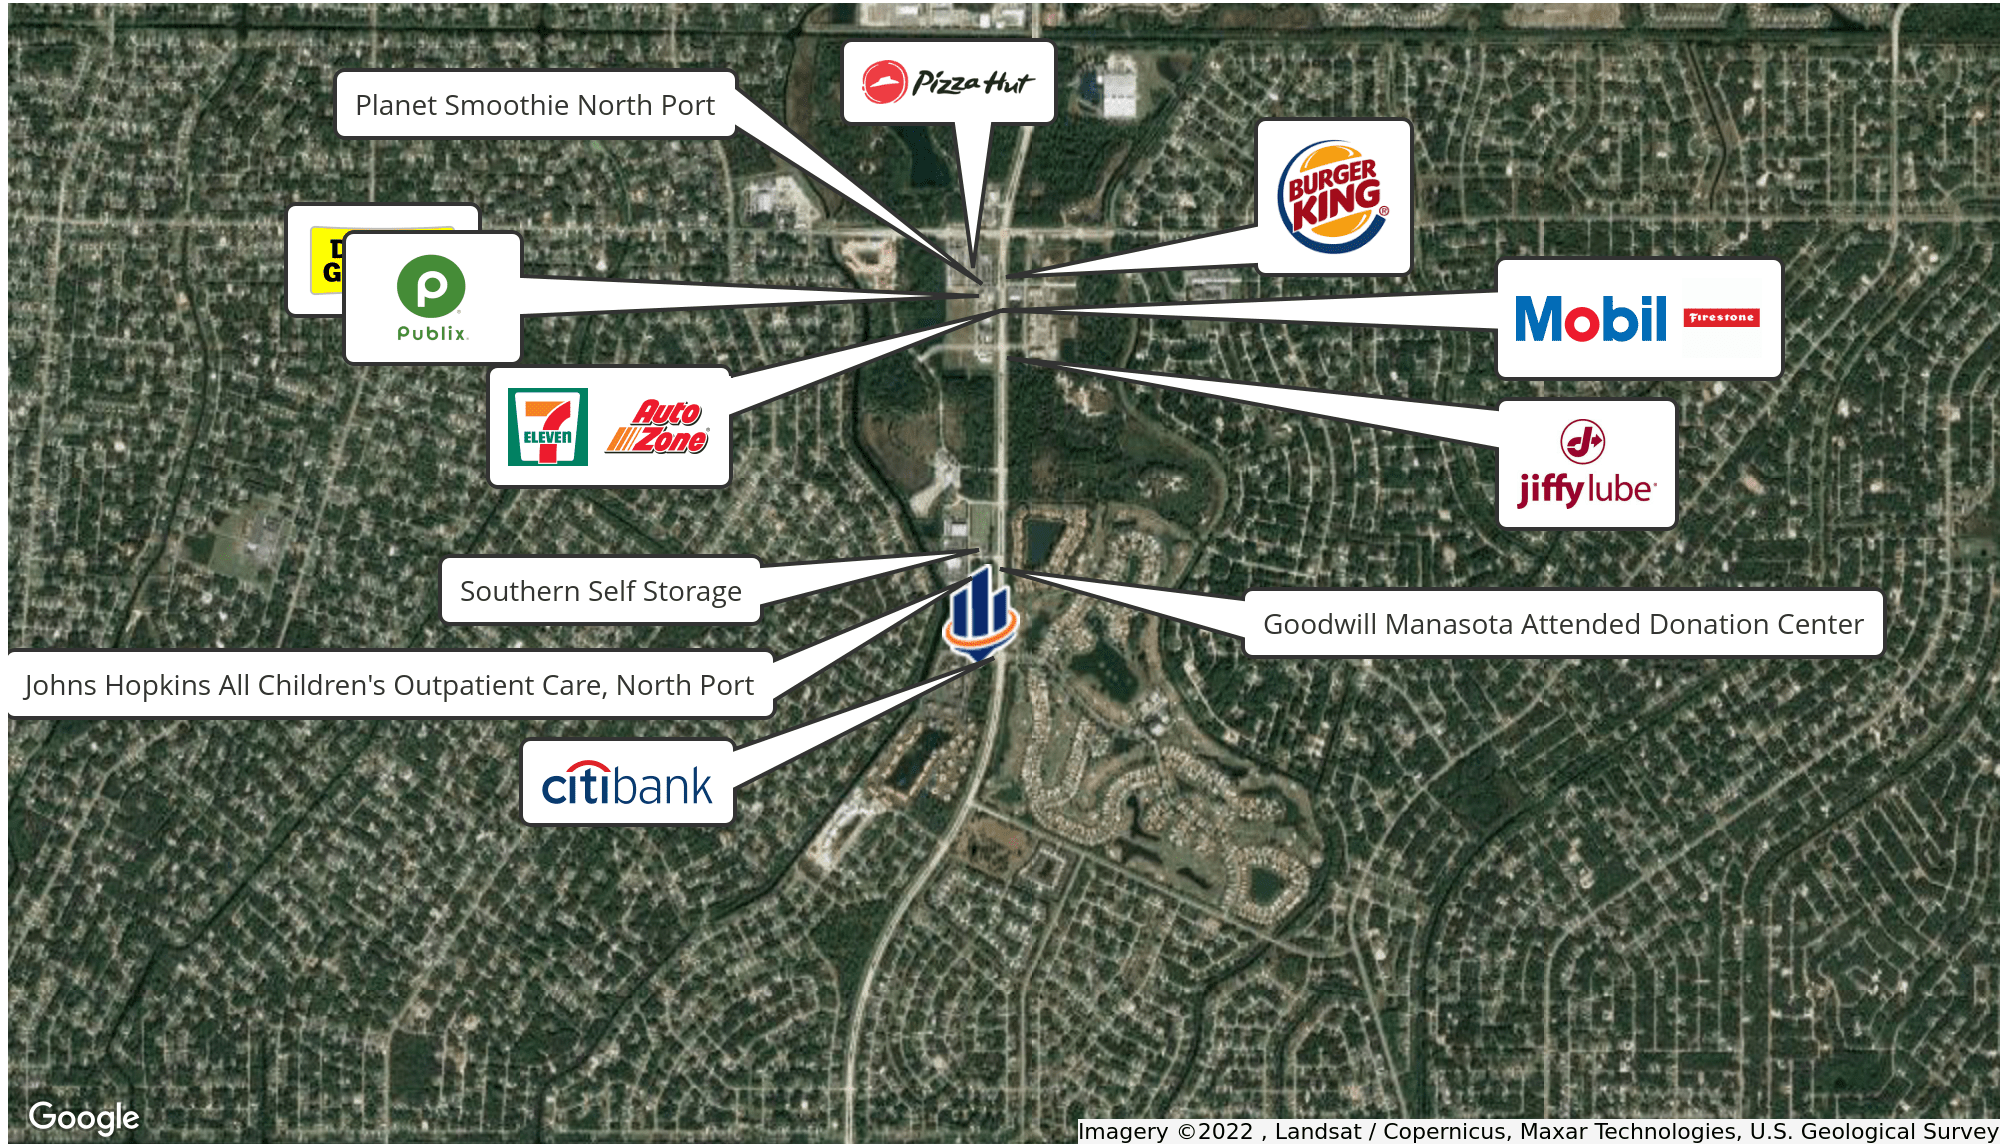 Pizza Hut
Planet Smoothie North Port
BURGER
KING
®
D
G
P
Publix
Mobil
Firestone
7
ELEVEN
Auto
Zone
jiffy lube
Southern Self Storage
Goodwill Manasota Attended Donation Center
Johns Hopkins All Children's Outpatient Care, North Port
citibank
Google
Imagery ©2022 , Landsat / Copernicus, Maxar Technologies, U.S. Geological Survey